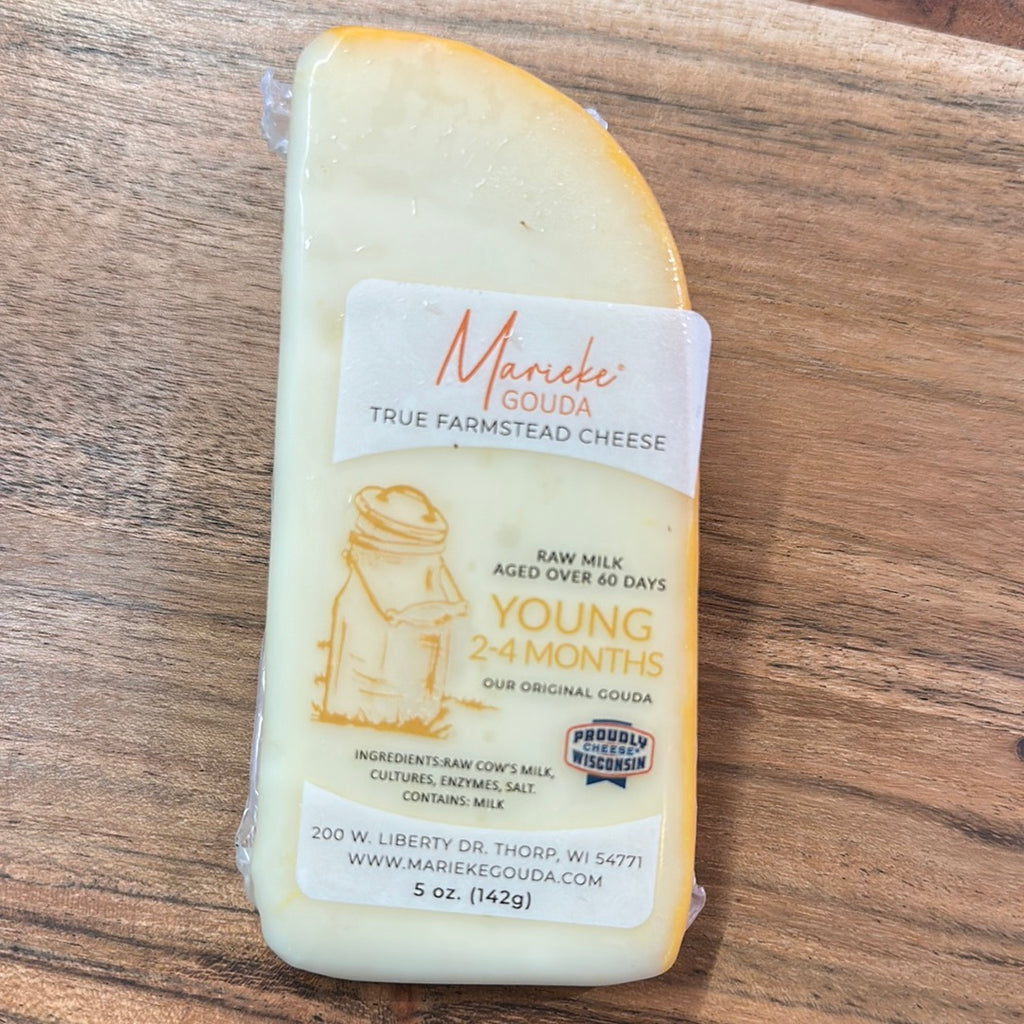 Marieke®
GOUDA
TRUE FARMSTEAD CHEESE
RAW MILK
AGED OVER 60 DAYS
YOUNG
2-4 MONTHS
OUR ORIGINAL GOUDA
PROUDLY
WISCONSIN
CHEESE™
INGREDIENTS:RAW COW'S MILK,
CULTURES, ENZYMES, SALT.
CONTAINS: MILK
200 W. LIBERTY DR. THORP, WI 54771
WWW.MARIEKEGOUDA.COM
5 oz. (142g)